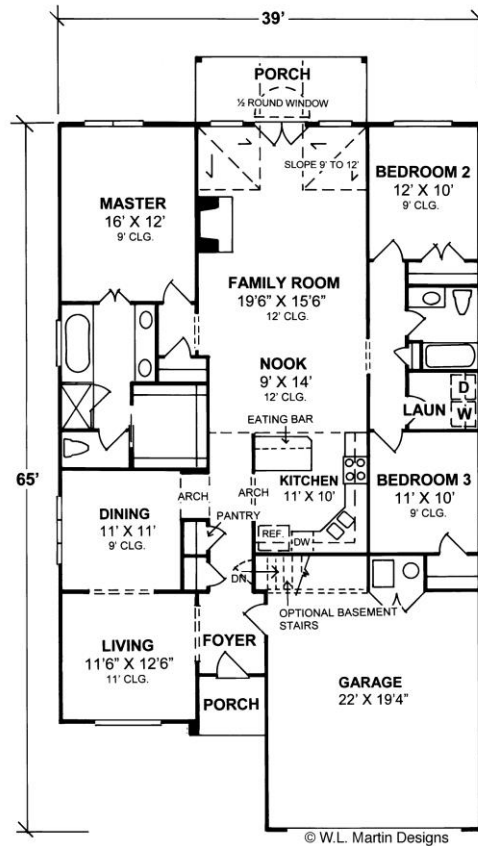 39'
PORCH
½ ROUND WINDOW
SLOPE 9' TO 12'
BEDROOM 2
12' X 10'
9' CLG.
MASTER
16' X 12'
9' CLG.
FAMILY ROOM
19'6" X 15'6"
12' CLG.
NOOK
9' X 14'
12' CLG.
EATING BAR
D
LAUN
W
65'
KITCHEN
11' X 10'
BEDROOM 3
11' X 10'
9' CLG.
ARCH
ARCH
PANTRY
DINING
11' X 11'
9' CLG.
REF.
DW
DN
OPTIONAL BASEMENT
STAIRS
LIVING
11'6" X 12'6"
11' CLG.
FOYER
PORCH
GARAGE
22' X 19'4"
© W.L. Martin Designs